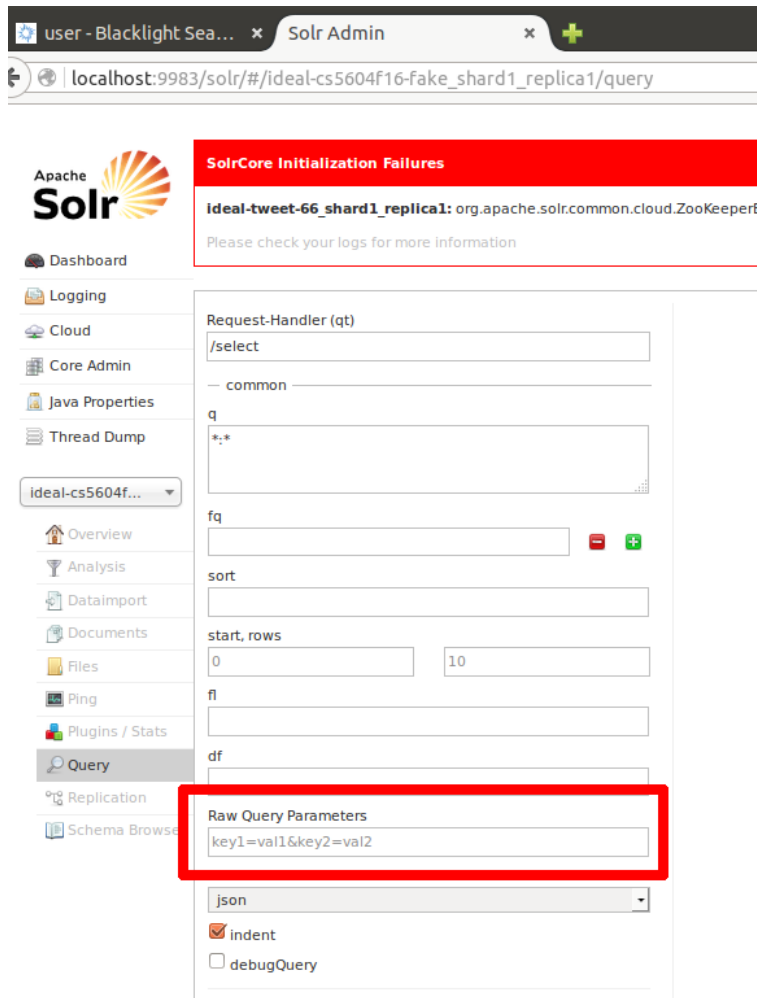 user - Blacklight Sea...
Solr Admin
localhost:9983/solr/#/ideal-cs5604f16-fake_shard1_replica1/query
Apache
Solr
Dashboard
Logging
Cloud
Core Admin
Java Properties
Thread Dump
ideal-cs5604f...
Overview
Analysis
Dataimport
Documents
Files
Ping
Plugins / Stats
Query
Replication
Schema Browse
SolrCore Initialization Failures
ideal-tweet-66_shard1_replica1: org.apache.solr.common.cloud.ZooKeeperE
Please check your logs for more information
Request-Handler (qt)
/select
common
q
*:*
fq
sort
start, rows
0 10
fl
df
Raw Query Parameters
key1=val1&key2=val2
json
indent
debugQuery